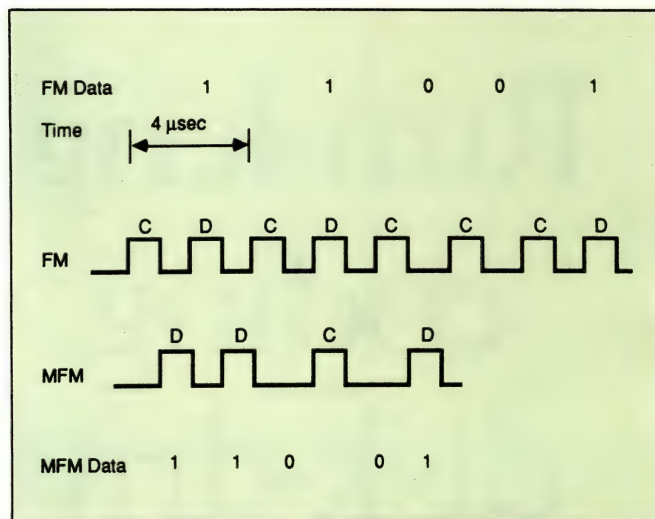 FM Data 1 1 0 0 1
Time 4 µsec
C D C D C C C D
FM
D D C D
MFM
MFM Data 1 1 0 0 1